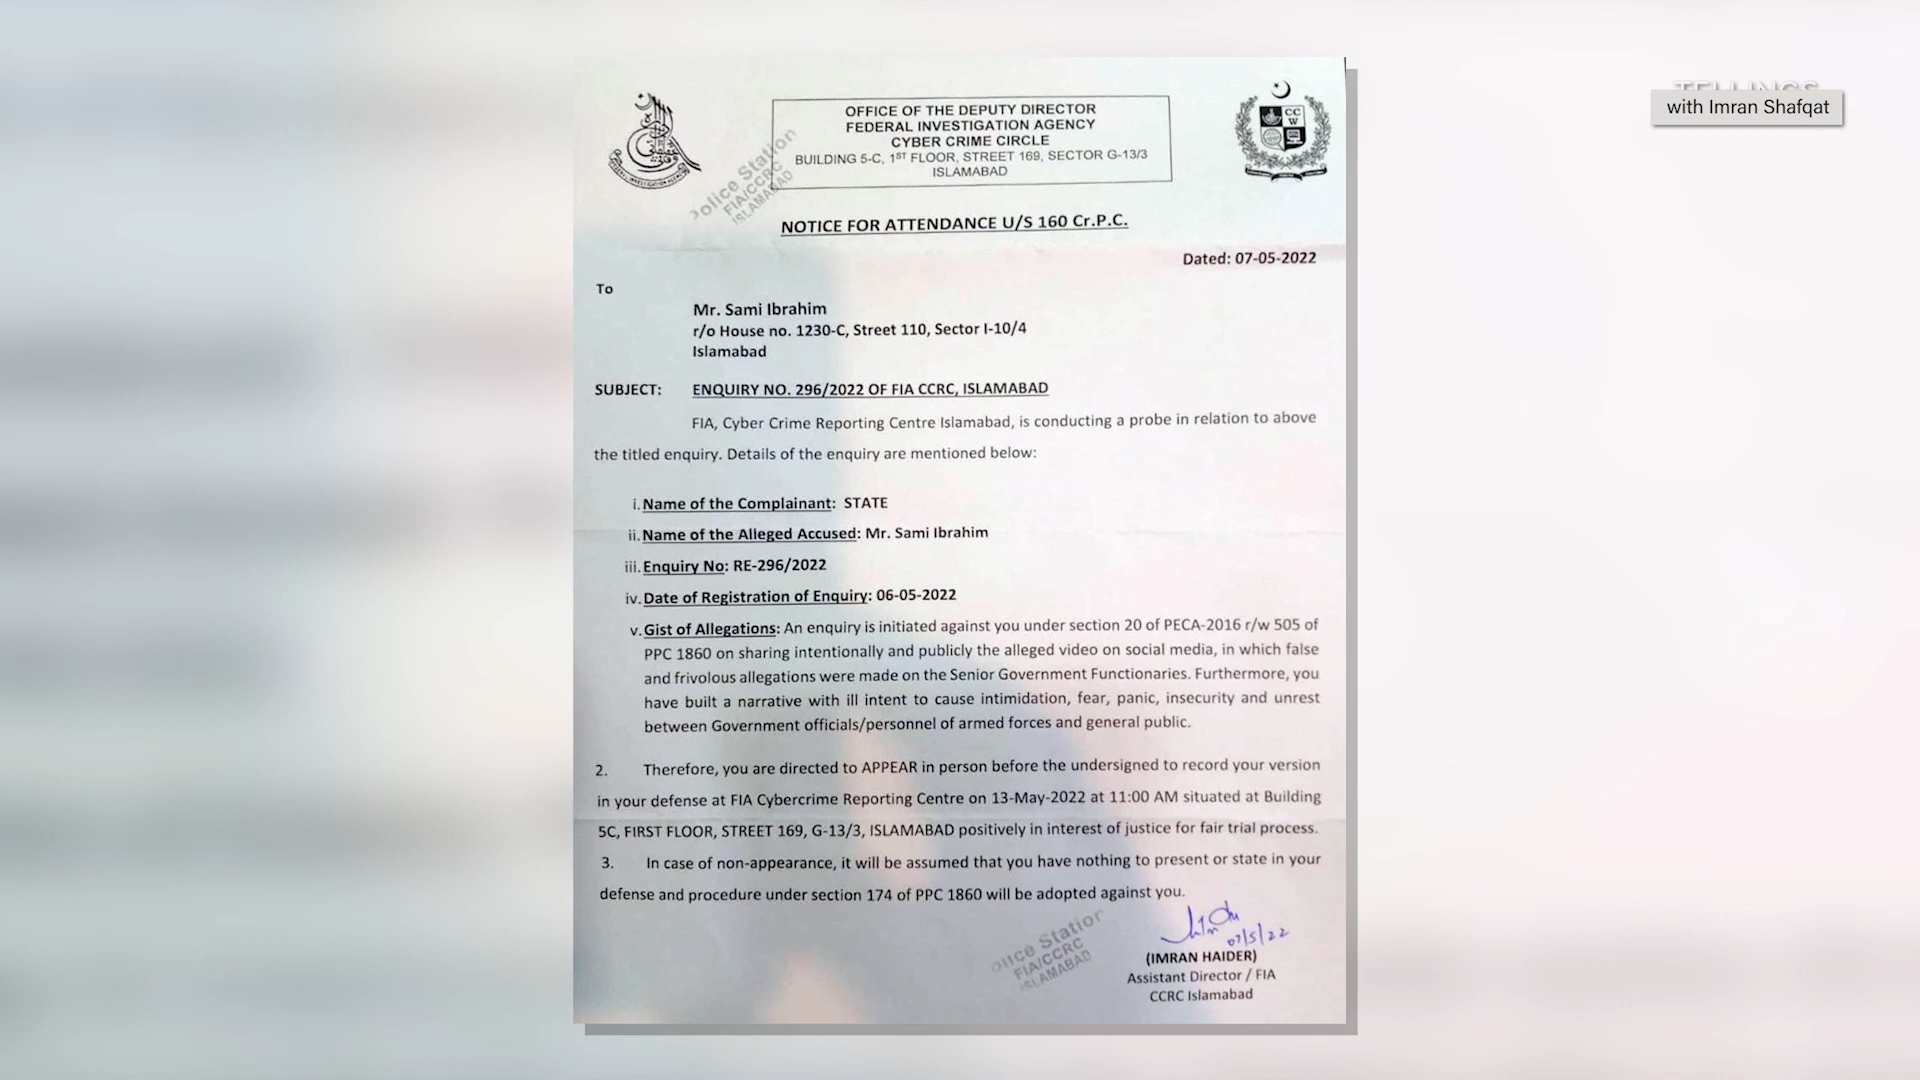 TELLINGS
with Imran Shafqat
OFFICE OF THE DEPUTY DIRECTOR
FEDERAL INVESTIGATION AGENCY
CYBER CRIME CIRCLE
BUILDING 5-C, 1ST FLOOR, STREET 169, SECTOR G-13/3
ISLAMABAD
CC
W
Police Station
FIA/CCRC
ISLAMABAD
NOTICE FOR ATTENDANCE U/S 160 Cr.P.C.
Dated: 07-05-2022
To
Mr. Sami Ibrahim
r/o House no. 1230-C, Street 110, Sector I-10/4
Islamabad
SUBJECT: ENQUIRY NO. 296/2022 OF FIA CCRC, ISLAMABAD
FIA, Cyber Crime Reporting Centre Islamabad, is conducting a probe in relation to above
the titled enquiry. Details of the enquiry are mentioned below:
i. Name of the Complainant: STATE
ii. Name of the Alleged Accused: Mr. Sami Ibrahim
iii. Enquiry No: RE-296/2022
iv. Date of Registration of Enquiry: 06-05-2022
v. Gist of Allegations: An enquiry is initiated against you under section 20 of PECA-2016 r/w 505 of
PPC 1860 on sharing intentionally and publicly the alleged video on social media, in which false
and frivolous allegations were made on the Senior Government Functionaries. Furthermore, you
have built a narrative with ill intent to cause intimidation, fear, panic, insecurity and unrest
between Government officials/personnel of armed forces and general public.
2. Therefore, you are directed to APPEAR in person before the undersigned to record your version
in your defense at FIA Cybercrime Reporting Centre on 13-May-2022 at 11:00 AM situated at Building
5C, FIRST FLOOR, STREET 169, G-13/3, ISLAMABAD positively in interest of justice for fair trial process.
3. In case of non-appearance, it will be assumed that you have nothing to present or state in your
defense and procedure under section 174 of PPC 1860 will be adopted against you.
07/5/22
Police Station
FIA/CCRC
ISLAMABAD
(IMRAN HAIDER)
Assistant Director / FIA
CCRC Islamabad